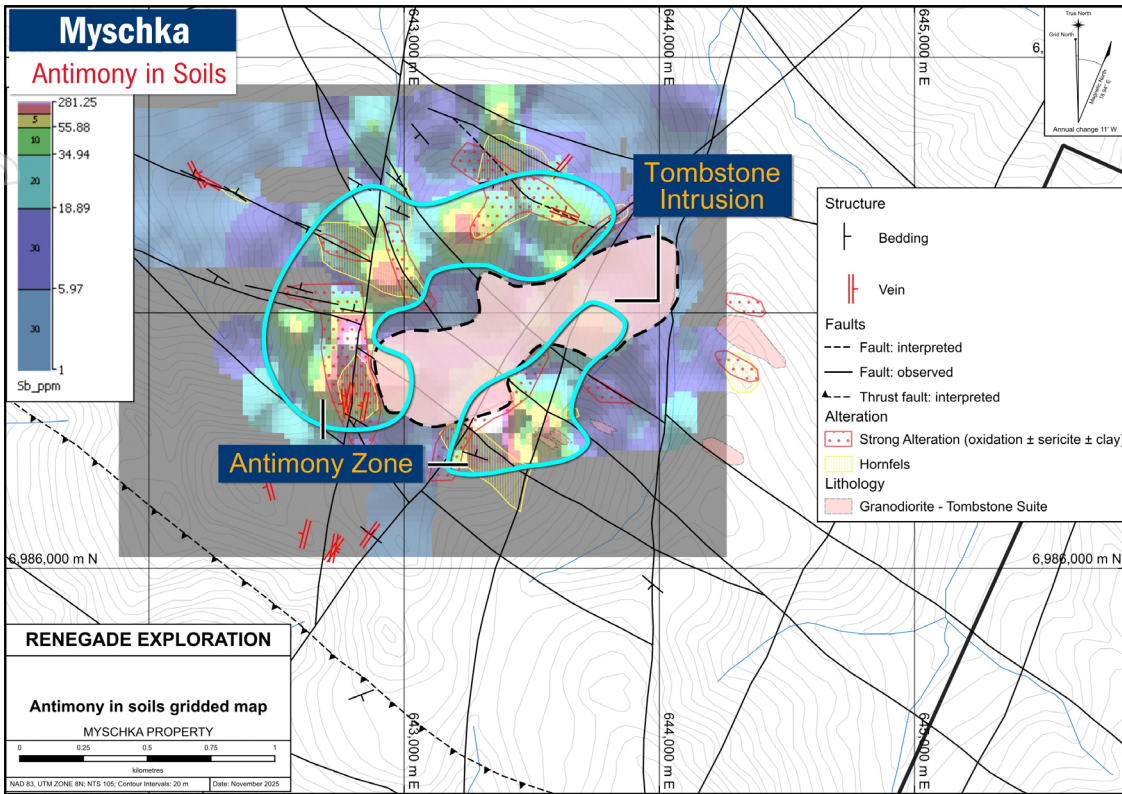 Myschka
Antimony in Soils
281.25
5
55.88
10
34.94
20
18.89
30
5.97
30
1
Sb_ppm
643,000 m E
644,000 m E
645,000 m E
True North
Grid North
Magnetic North
Annual change 11' W
Tombstone
Intrusion
Antimony Zone
Structure
Bedding
Vein
Faults
Fault: interpreted
Fault: observed
Thrust fault: interpreted
Alteration
Strong Alteration (oxidation ± sericite ± clay)
Hornfels
Lithology
Granodiorite - Tombstone Suite
6,986,000 m N
6,986,000 m N
RENEGADE EXPLORATION
Antimony in soils gridded map
MYSCHKA PROPERTY
0 0.25 0.5 0.75 1
kilometres
NAD 83, UTM ZONE 8N; NTS 105; Contour Intervals: 20 m
Date: November 2025
643,000 m E
644,000 m E
645,000 m E